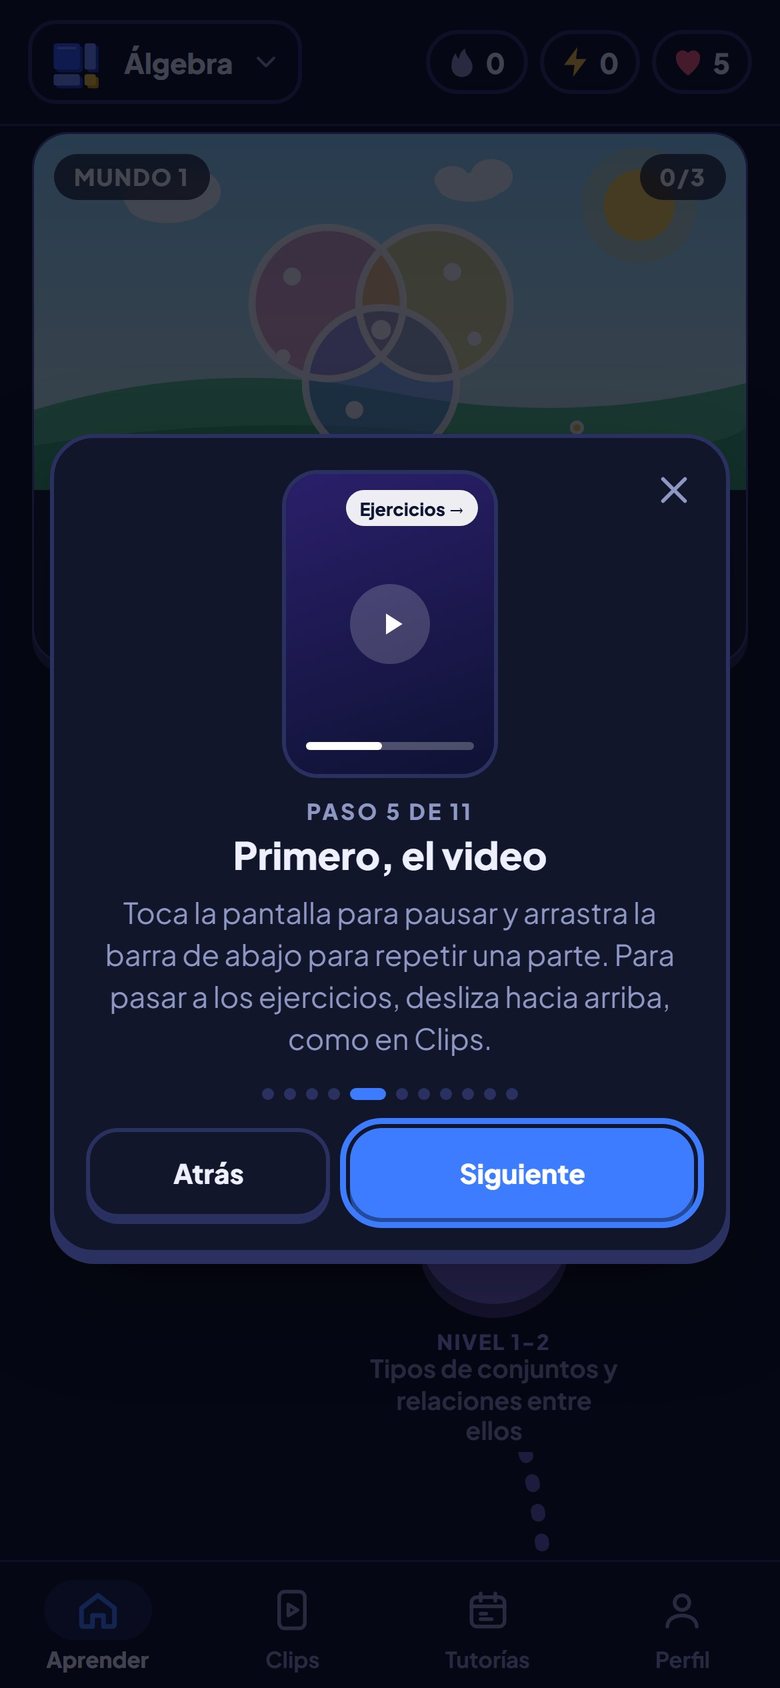 Álgebra
0
0
5
MUNDO 1
0/3
Ejercicios →
PASO 5 DE 11
Primero, el video
Toca la pantalla para pausar y arrastra la
barra de abajo para repetir una parte. Para
pasar a los ejercicios, desliza hacia arriba,
como en Clips.
Atrás
Siguiente
NIVEL 1-2
Tipos de conjuntos y
relaciones entre
ellos
Aprender
Clips
Tutorías
Perfil